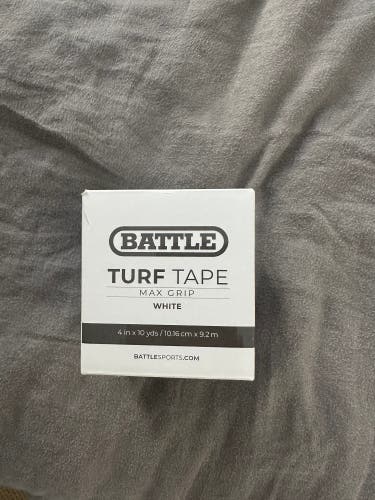 BATTLE
TURF TAPE
MAX GRIP
WHITE
4 in x 10 yds / 10.16 cm x 9.2 m
BATTLESPORTS.COM